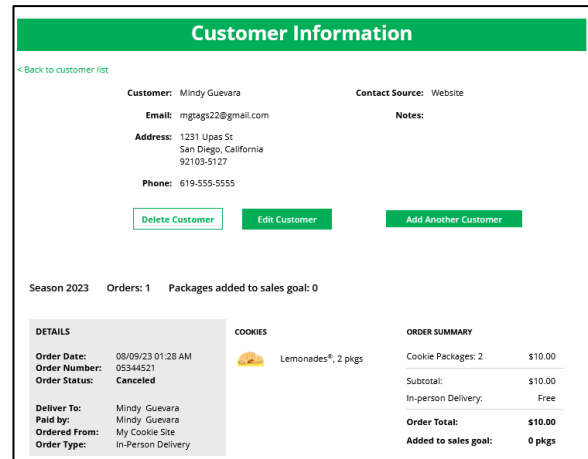 Customer Information
< Back to customer list
Customer: Mindy Guevara Contact Source: Website
Email: mgtags22@gmail.com Notes:
Address: 1231 Upas St
San Diego, California
92103-5127
Phone: 619-555-5555
Delete Customer Edit Customer Add Another Customer
Season 2023 Orders: 1 Packages added to sales goal: 0
DETAILS COOKIES ORDER SUMMARY
Order Date: 08/09/23 01:28 AM Lemonades®, 2 pkgs Cookie Packages: 2 $10.00
Order Number: 05344521
Order Status: Canceled Subtotal: $10.00
In-person Delivery: Free
Deliver To: Mindy Guevara
Paid by: Mindy Guevara Order Total: $10.00
Ordered From: My Cookie Site
Order Type: In-Person Delivery Added to sales goal: 0 pkgs